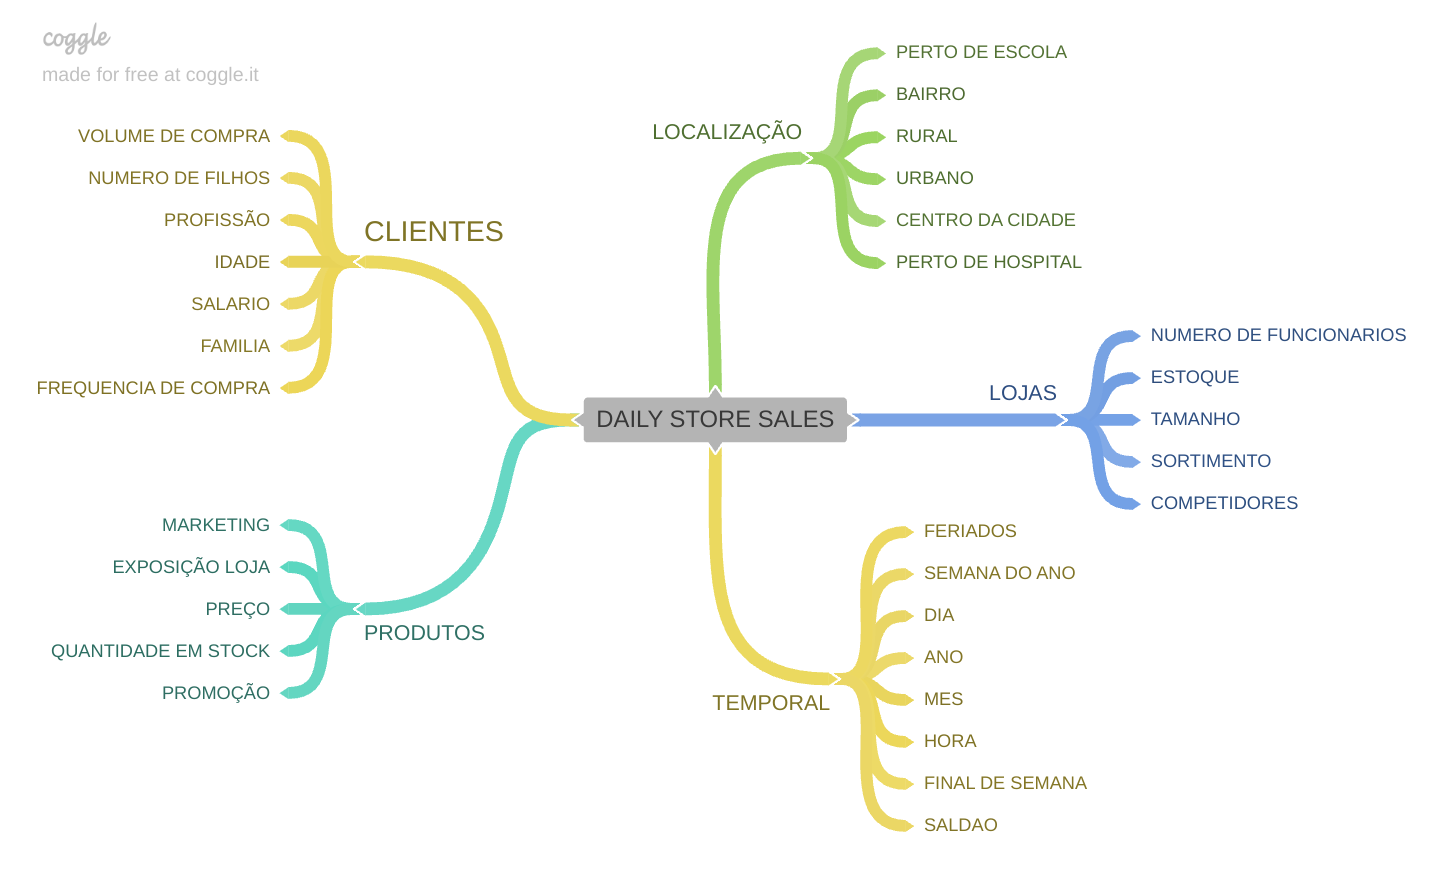 coggle
made for free at coggle.it
CLIENTES
VOLUME DE COMPRA
NUMERO DE FILHOS
PROFISSÃO
IDADE
SALARIO
FAMILIA
FREQUENCIA DE COMPRA
PRODUTOS
MARKETING
EXPOSIÇÃO LOJA
PREÇO
QUANTIDADE EM STOCK
PROMOÇÃO
DAILY STORE SALES
LOCALIZAÇÃO
PERTO DE ESCOLA
BAIRRO
RURAL
URBANO
CENTRO DA CIDADE
PERTO DE HOSPITAL
LOJAS
NUMERO DE FUNCIONARIOS
ESTOQUE
TAMANHO
SORTIMENTO
COMPETIDORES
TEMPORAL
FERIADOS
SEMANA DO ANO
DIA
ANO
MES
HORA
FINAL DE SEMANA
SALDAO